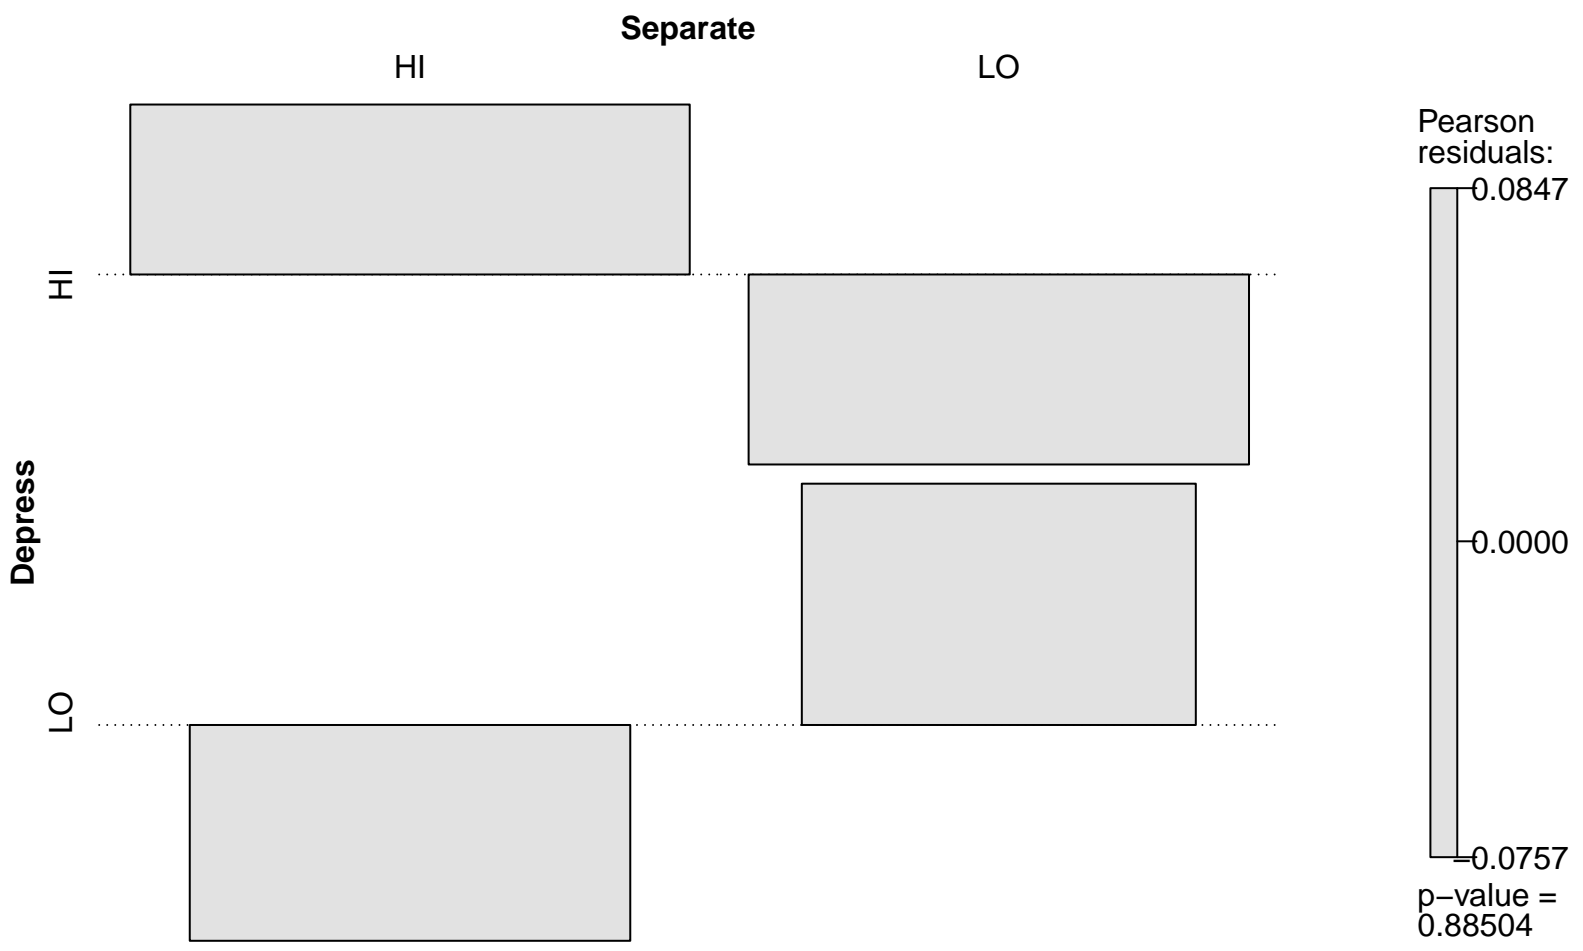 Separate
HI
LO
HI
Depress
LO
Pearson
residuals:
0.0847
0.0000
−0.0757
p−value =
0.88504